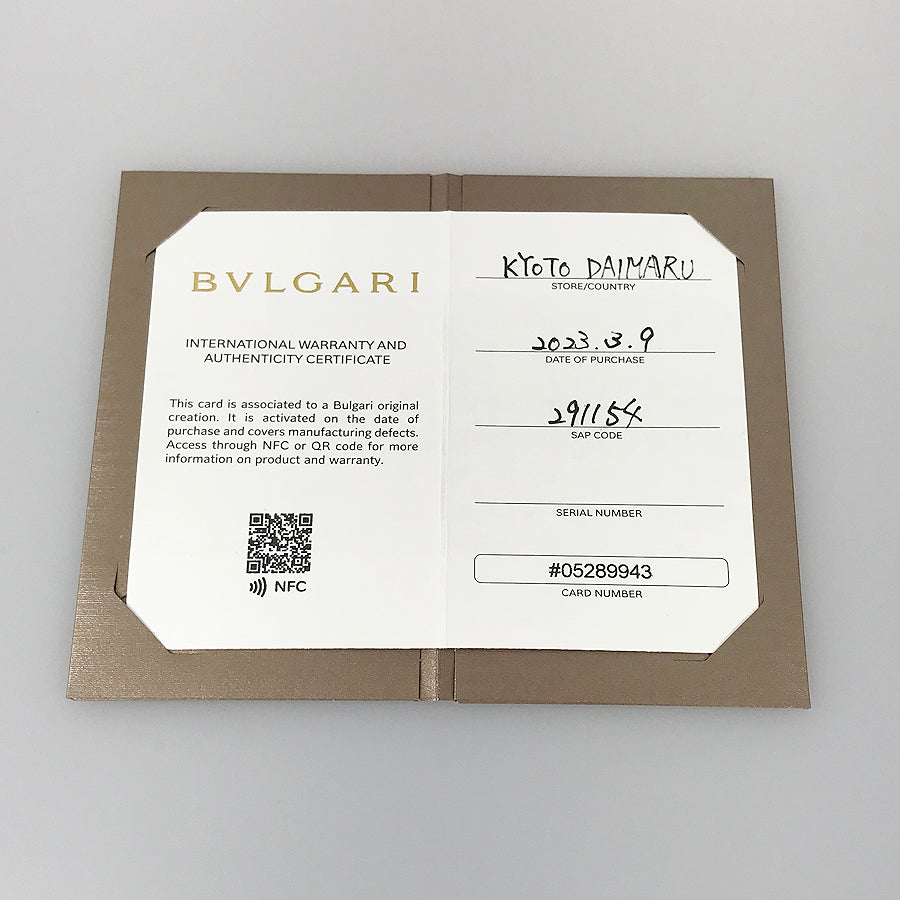 BVLGARI
INTERNATIONAL WARRANTY AND
AUTHENTICITY CERTIFICATE
This card is associated to a Bulgari original
creation. It is activated on the date of
purchase and covers manufacturing defects.
Access through NFC or QR code for more
information on product and warranty.
NFC
KYOTO DAIMARU
STORE/COUNTRY
2023.3.9
DATE OF PURCHASE
291154
SAP CODE
SERIAL NUMBER
#05289943
CARD NUMBER